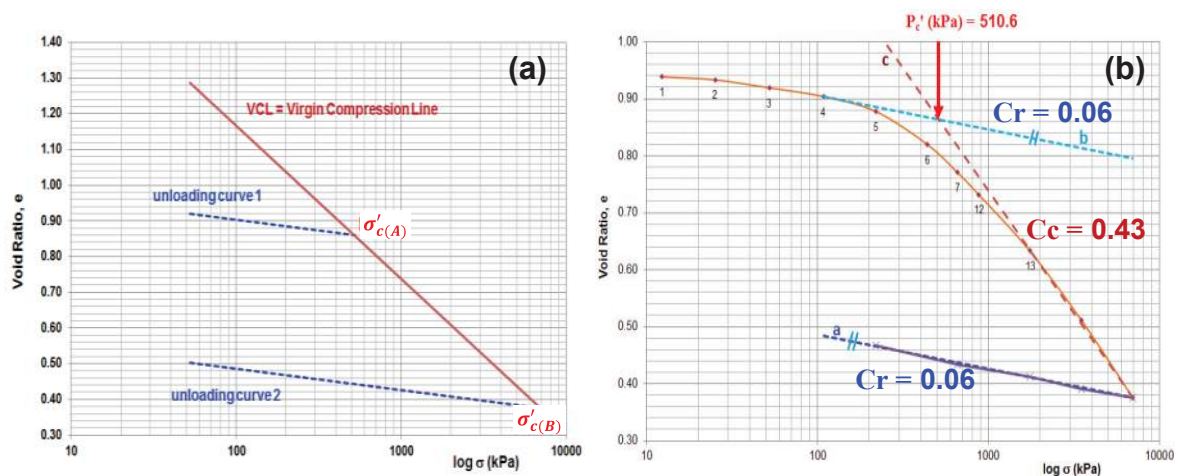 (a)
1.40
1.30
1.20
1.10
1.00
0.90
0.80
0.70
0.60
0.50
0.40
0.30
Void Ratio, e
VCL = Virgin Compression Line
unloading curve 1
σ′c(A)
unloading curve 2
σ′c(B)
10
100
1000
10000
log σ (kPa)
Pc' (kPa) = 510.6
(b)
1.00
0.90
0.80
0.70
0.60
0.50
0.40
0.30
Void Ratio, e
c
1
2
3
4
5
6
7
12
13
Cr = 0.06
b
Cc = 0.43
a
Cr = 0.06
10
100
1000
10000
log σ (kPa)